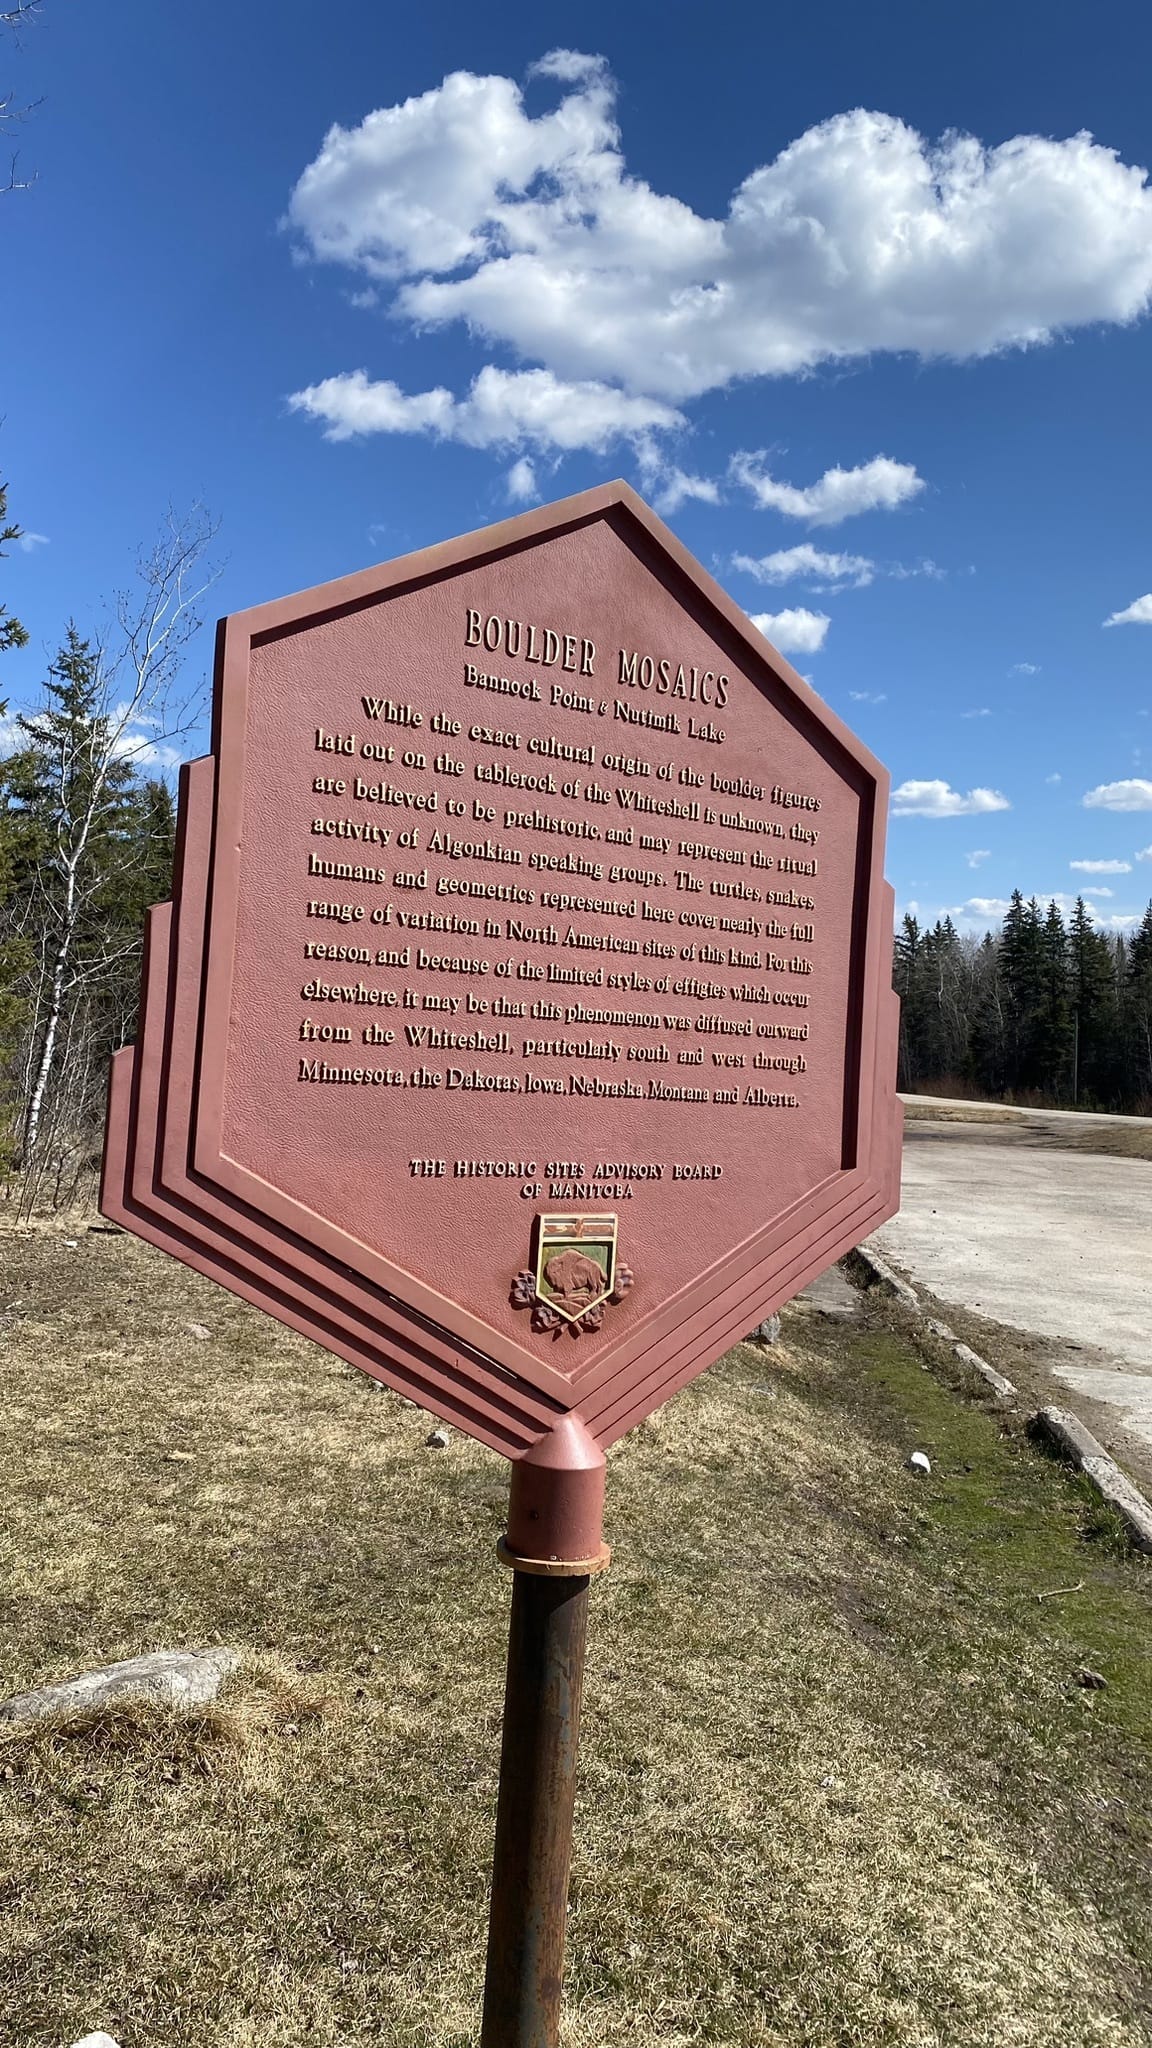 BOULDER MOSAICS
Bannock Point & Nutimik Lake
While the exact cultural origin of the boulder figures
laid out on the tablerock of the Whiteshell is unknown, they
are believed to be prehistoric, and may represent the ritual
activity of Algonkian speaking groups. The turtles, snakes,
humans and geometrics represented here cover nearly the full
range of variation in North American sites of this kind. For this
reason, and because of the limited styles of effigies which occur
elsewhere, it may be that this phenomenon was diffused ourward
from the Whiteshell, particularly south and west through
Minnesota, the Dakotas, Iowa, Nebraska, Montana and Alberta.
THE HISTORIC SITES ADVISORY BOARD
OF MANITOBA